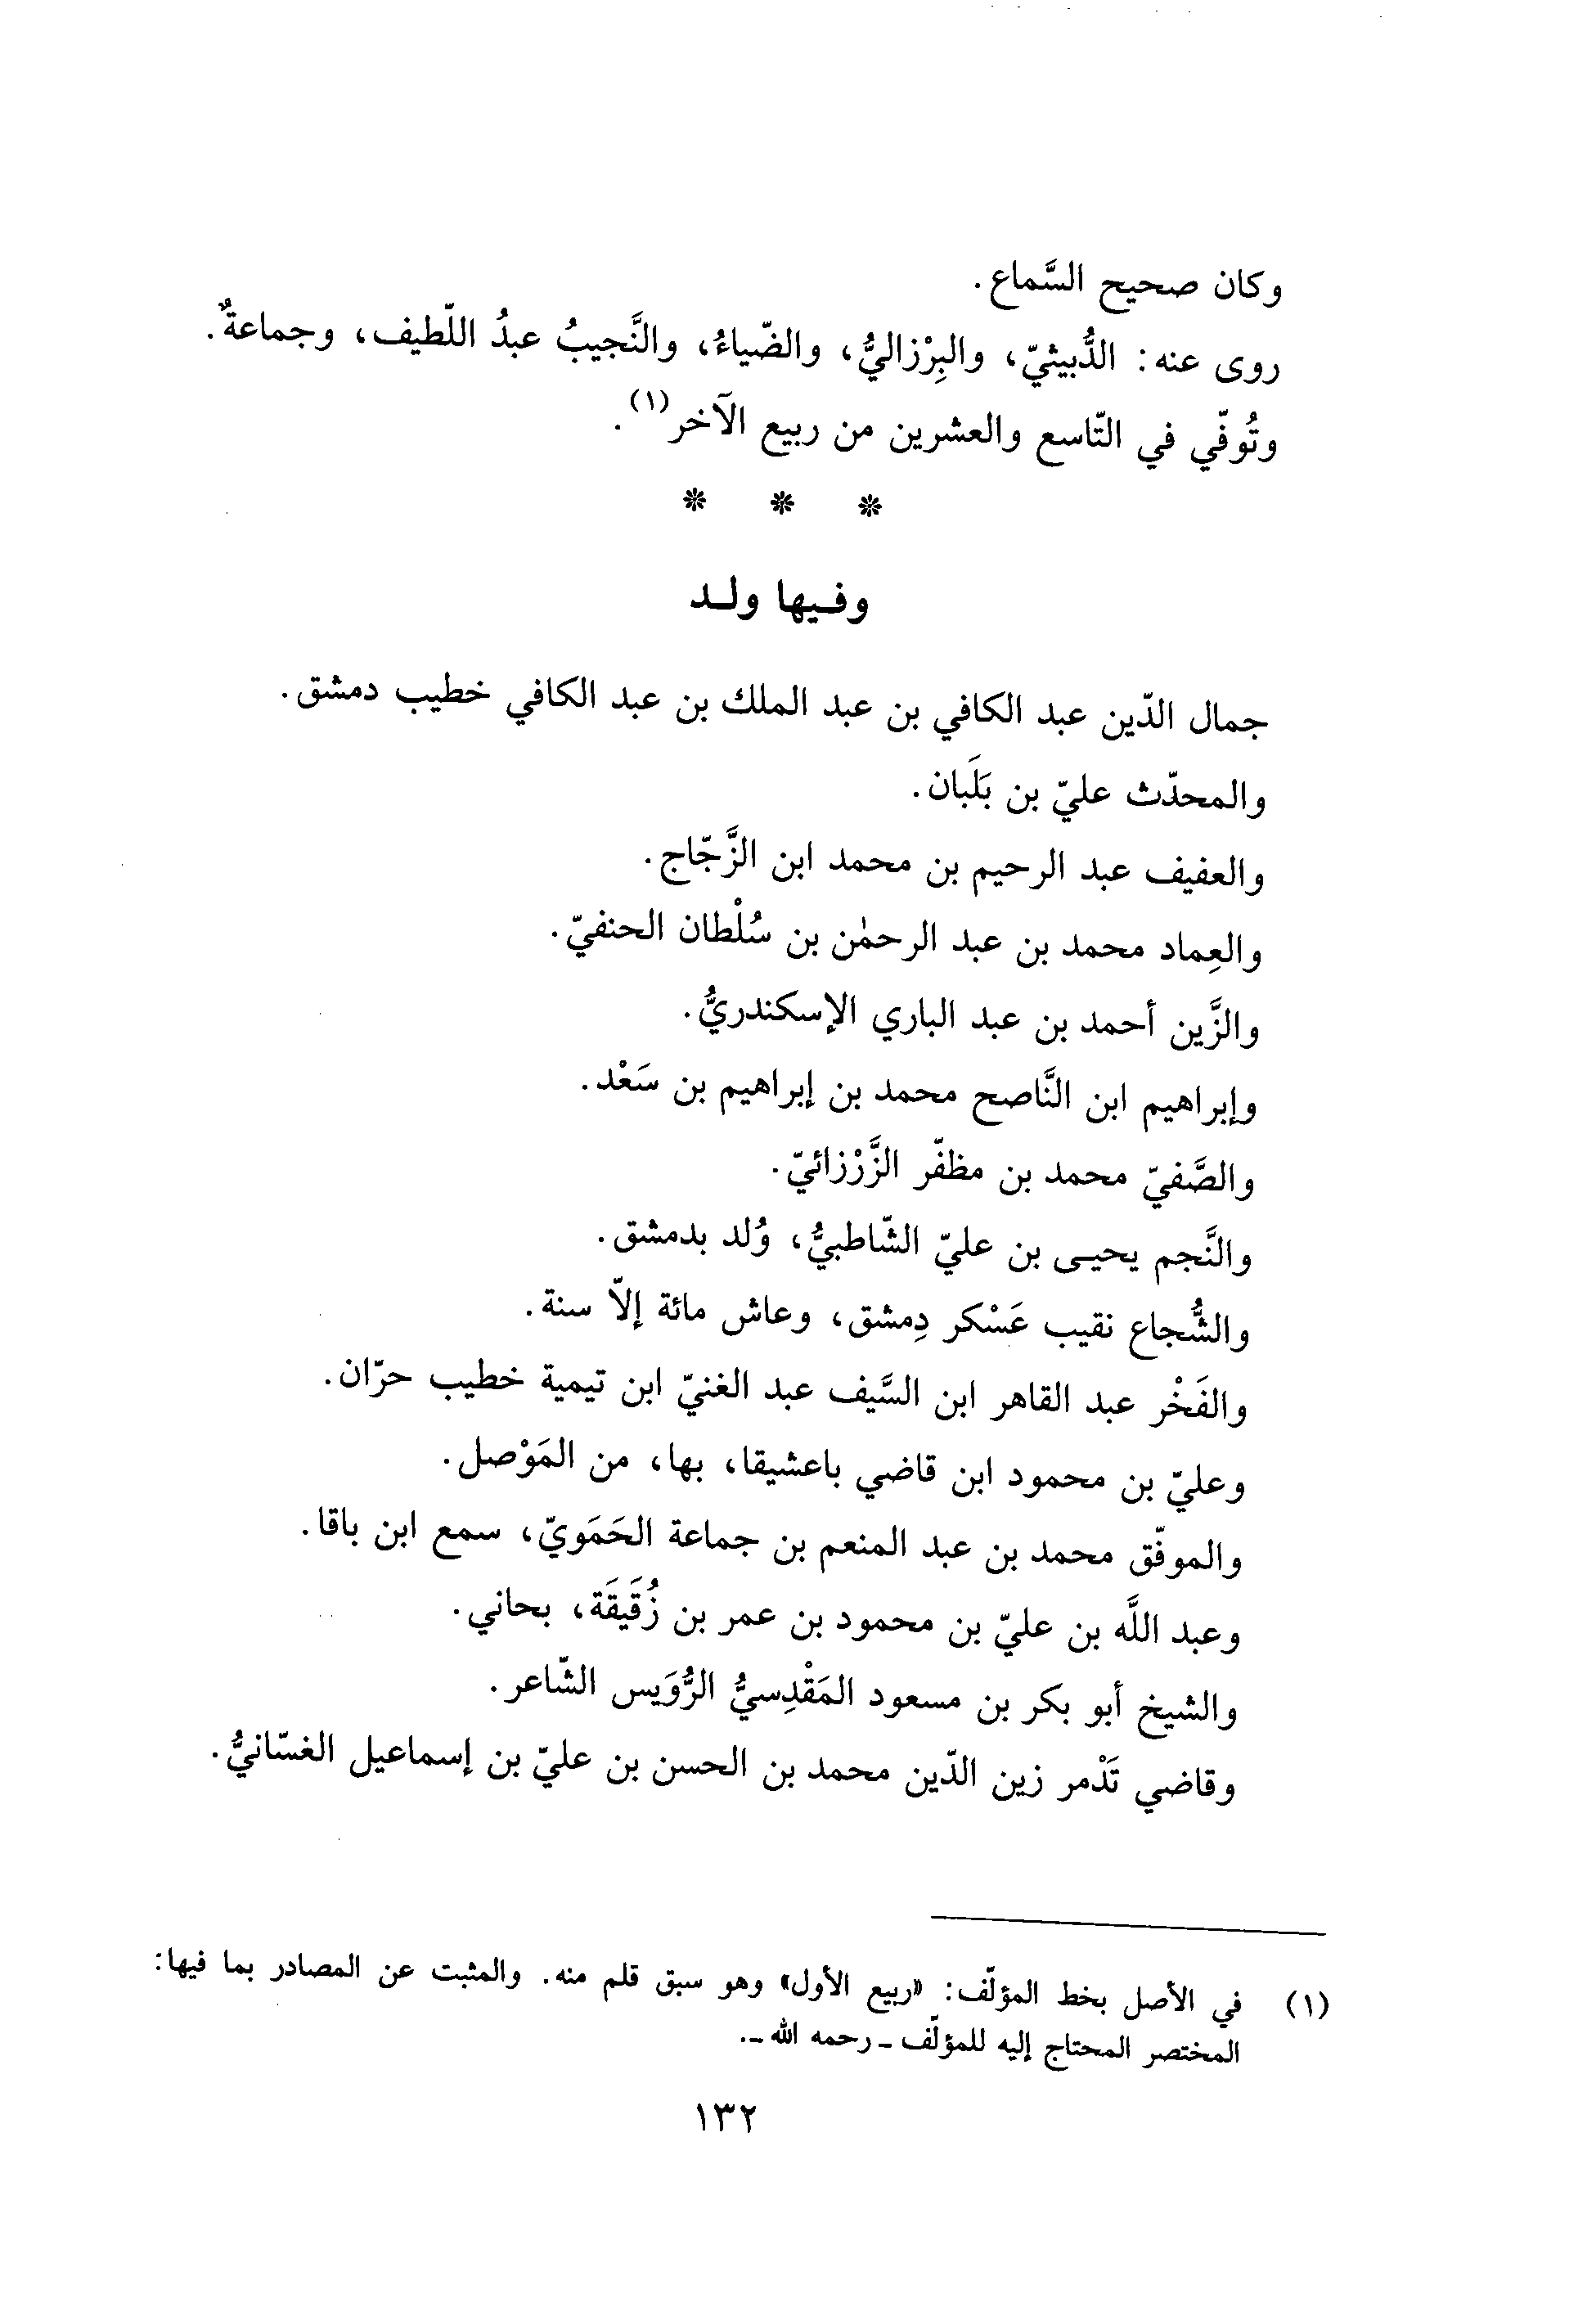 وكان صحيح السَّماع.
روى عنه: الدُّبيثيّ، والبِرْزاليُّ، والضّياءُ، والنَّجيبُ عبدُ اللّطيف، وجماعةٌ.
وتُوفّي في التّاسع والعشرين من ربيع الآخر(١).
* * *
وفيها ولد
جمال الدّين عبد الكافي بن عبد الملك بن عبد الكافي خطيب دمشق.
والمحدّث عليّ بن بَلَبان.
والعفيف عبد الرحيم بن محمد ابن الزَّجّاج.
والعِماد محمد بن عبد الرحمٰن بن سُلْطان الحنفيّ.
والزَّين أحمد بن عبد الباري الإسكندريُّ.
وإبراهيم ابن النَّاصح محمد بن إبراهيم بن سَعْد.
والصَّفيّ محمد بن مظفّر الزَّرْزائيّ.
والنَّجم يحيى بن عليّ الشّاطبيُّ، وُلد بدمشق.
والشُّجاع نقيب عَسْكر دِمشق، وعاش مائة إلاّ سنة.
والفَخْر عبد القاهر ابن السَّيف عبد الغنيّ ابن تيمية خطيب حرّان.
وعليّ بن محمود ابن قاضي باعشيقا، بها، من المَوْصل.
والموفّق محمد بن عبد المنعم بن جماعة الحَمَويّ، سمع ابن باقا.
وعبد اللَّه بن عليّ بن محمود بن عمر بن زُقَيقَة، بحاني.
والشيخ أبو بكر بن مسعود المَقْدِسيُّ الرُّوَيس الشّاعر.
وقاضي تَدْمر زين الدّين محمد بن الحسن بن عليّ بن إسماعيل الغسّانيُّ.
(١) في الأصل بخط المؤلّف: «ربيع الأول» وهو سبق قلم منه. والمثبت عن المصادر بما فيها:
المختصر المحتاج إليه للمؤلّف ـ رحمه الله ـ.
١٣٢